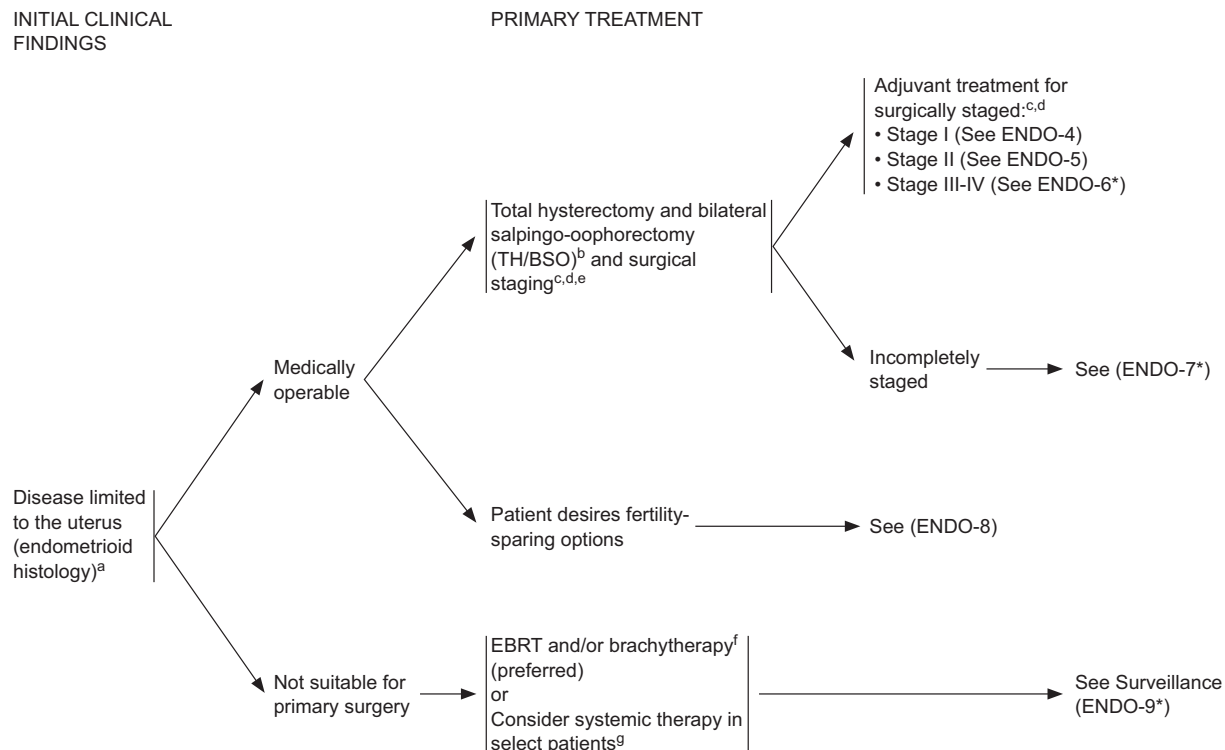 INITIAL CLINICAL
FINDINGS
PRIMARY TREATMENT
Adjuvant treatment for
surgically staged:c,d
• Stage I (See ENDO-4)
• Stage II (See ENDO-5)
• Stage III-IV (See ENDO-6*)
Total hysterectomy and bilateral
salpingo-oophorectomy
(TH/BSO)b and surgical
stagingc,d,e
Medically
operable
Incompletely
staged
See (ENDO-7*)
Disease limited
to the uterus
(endometrioid
histology)a
Patient desires fertility-
sparing options
See (ENDO-8)
Not suitable for
primary surgery
EBRT and/or brachytherapyf
(preferred)
or
Consider systemic therapy in
select patientsg
See Surveillance
(ENDO-9*)